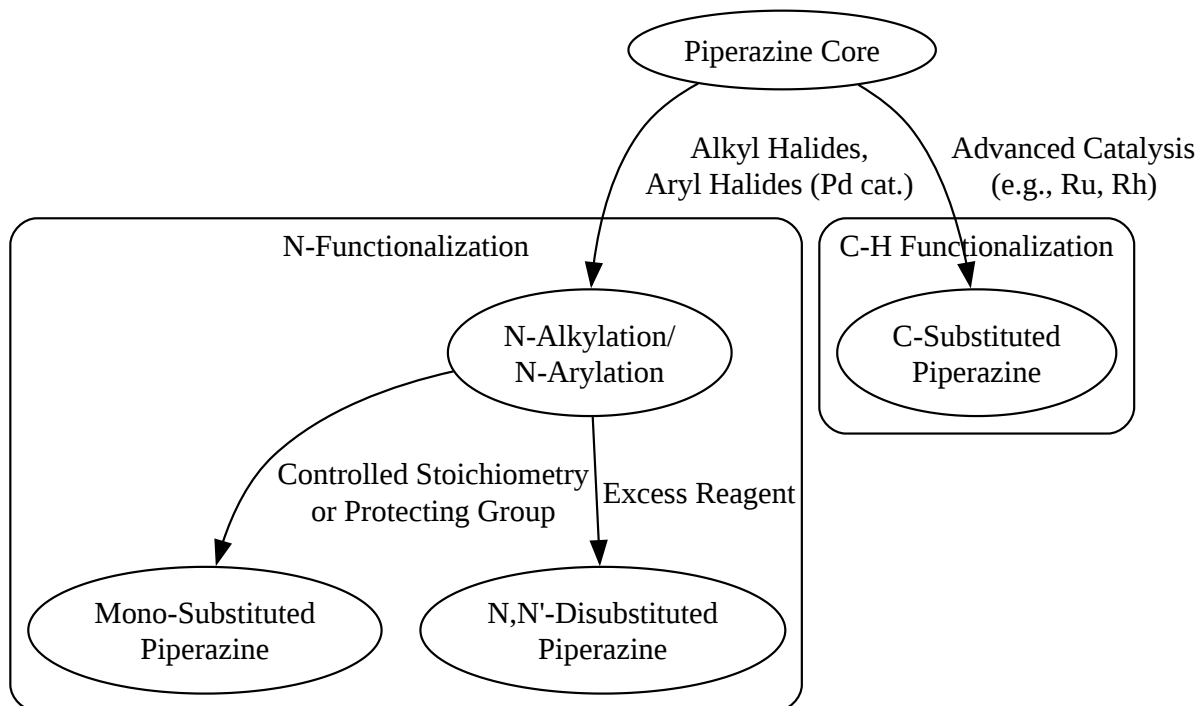 Piperazine Core
Alkyl Halides,
Aryl Halides (Pd cat.)
Advanced Catalysis
(e.g., Ru, Rh)
N-Functionalization
C-H Functionalization
N-Alkylation/
N-Arylation
C-Substituted
Piperazine
Controlled Stoichiometry
or Protecting Group
Excess Reagent
Mono-Substituted
Piperazine
N,N'-Disubstituted
Piperazine